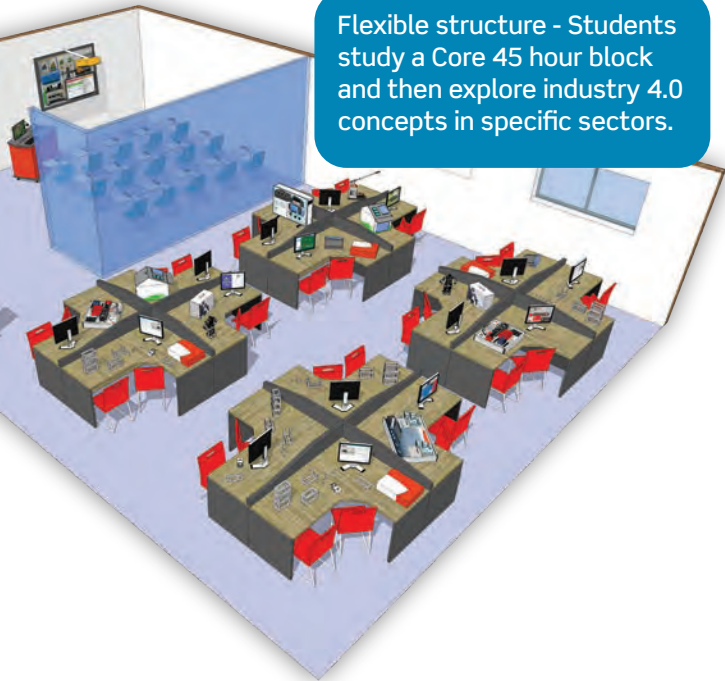 Flexible structure - Students
study a Core 45 hour block
and then explore industry 4.0
concepts in specific sectors.